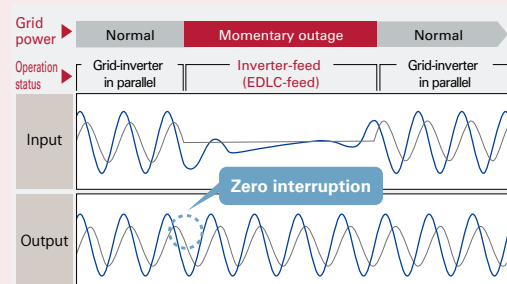 Grid
power
Normal
Momentary outage
Normal
Operation
status
Grid-inverter
in parallel
Inverter-feed
(EDLC-feed)
Grid-inverter
in parallel
Input
Zero interruption
Output